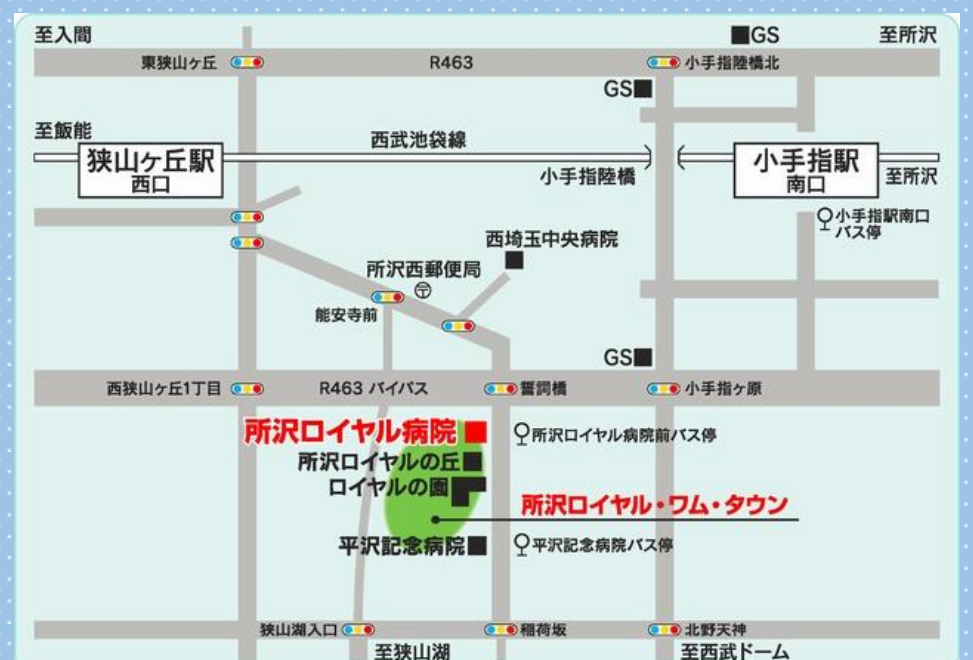 至入間
GS
至所沢
東狭山ヶ丘
R463
小手指陸橋北
GS
至飯能
西武池袋線
狭山ヶ丘駅
西口
小手指陸橋
小手指駅
南口
至所沢
小手指駅南口
バス停
西埼玉中央病院
所沢西郵便局
〒
能安寺前
GS
西狭山ヶ丘1丁目
R463 バイパス
誓詞橋
小手指ヶ原
所沢ロイヤル病院
所沢ロイヤル病院前バス停
所沢ロイヤルの丘
ロイヤルの園
所沢ロイヤル・ワム・タウン
平沢記念病院
平沢記念病院バス停
狭山湖入口
稲荷坂
北野天神
至狭山湖
至西武ドーム